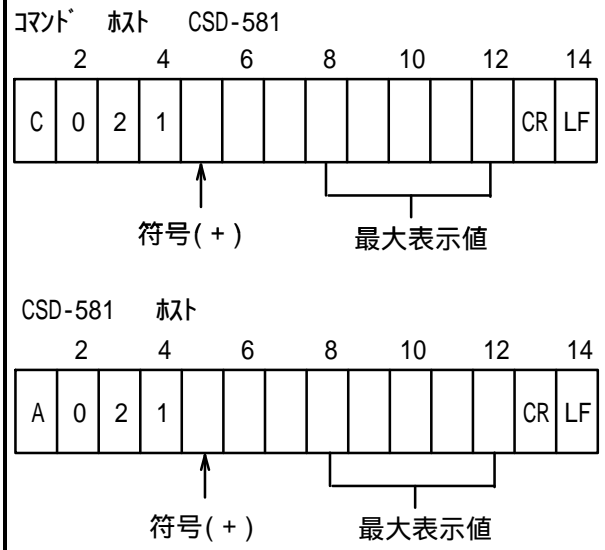 コマンド ホスト CSD-581
2 4 6 8 10 12 14
C 0 2 1 CR LF
符号(+) 最大表示値
CSD-581 ホスト
2 4 6 8 10 12 14
A 0 2 1 CR LF
符号(+) 最大表示値